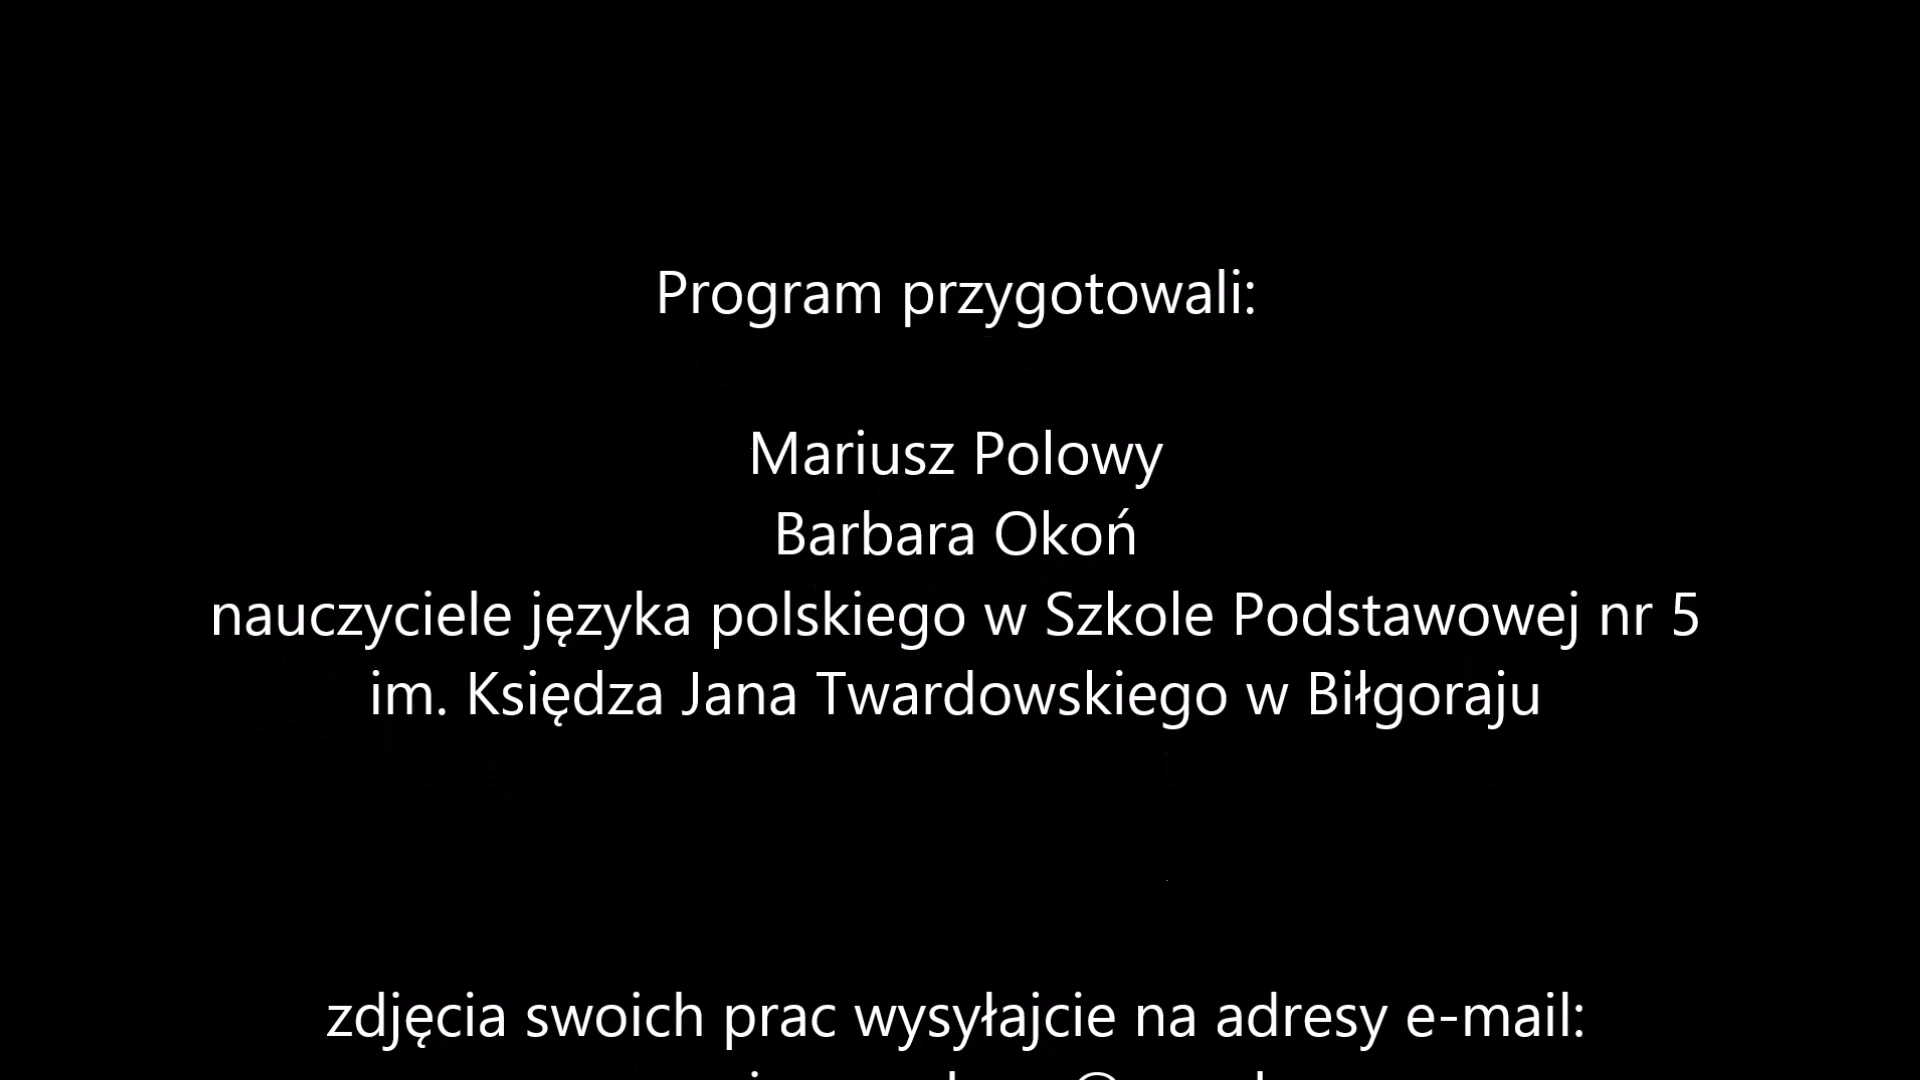 Program przygotowali:
Mariusz Polowy
Barbara Okoń
nauczyciele języka polskiego w Szkole Podstawowej nr 5
im. Księdza Jana Twardowskiego w Biłgoraju
zdjęcia swoich prac wysyłajcie na adresy e-mail: